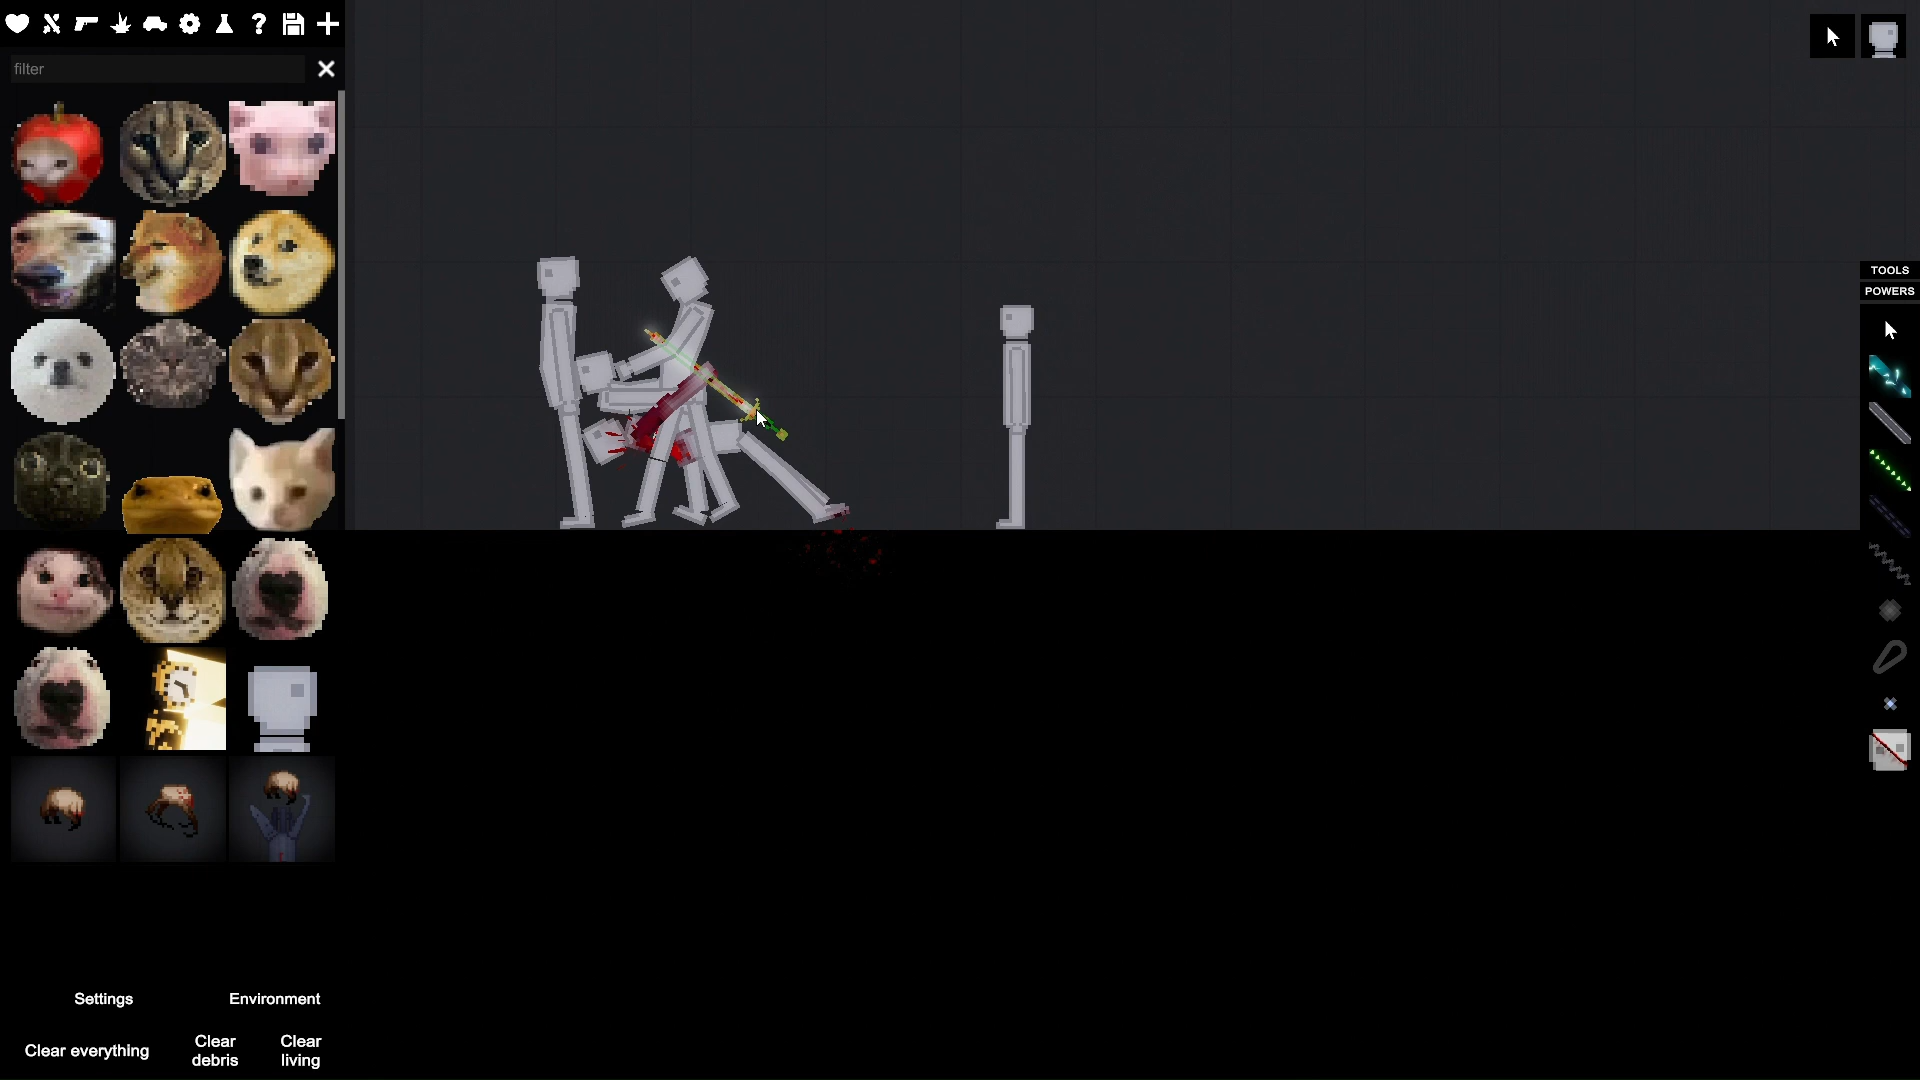 filter
TOOLS
POWERS
Settings
Environment
Clear everything
Clear
debris
Clear
living